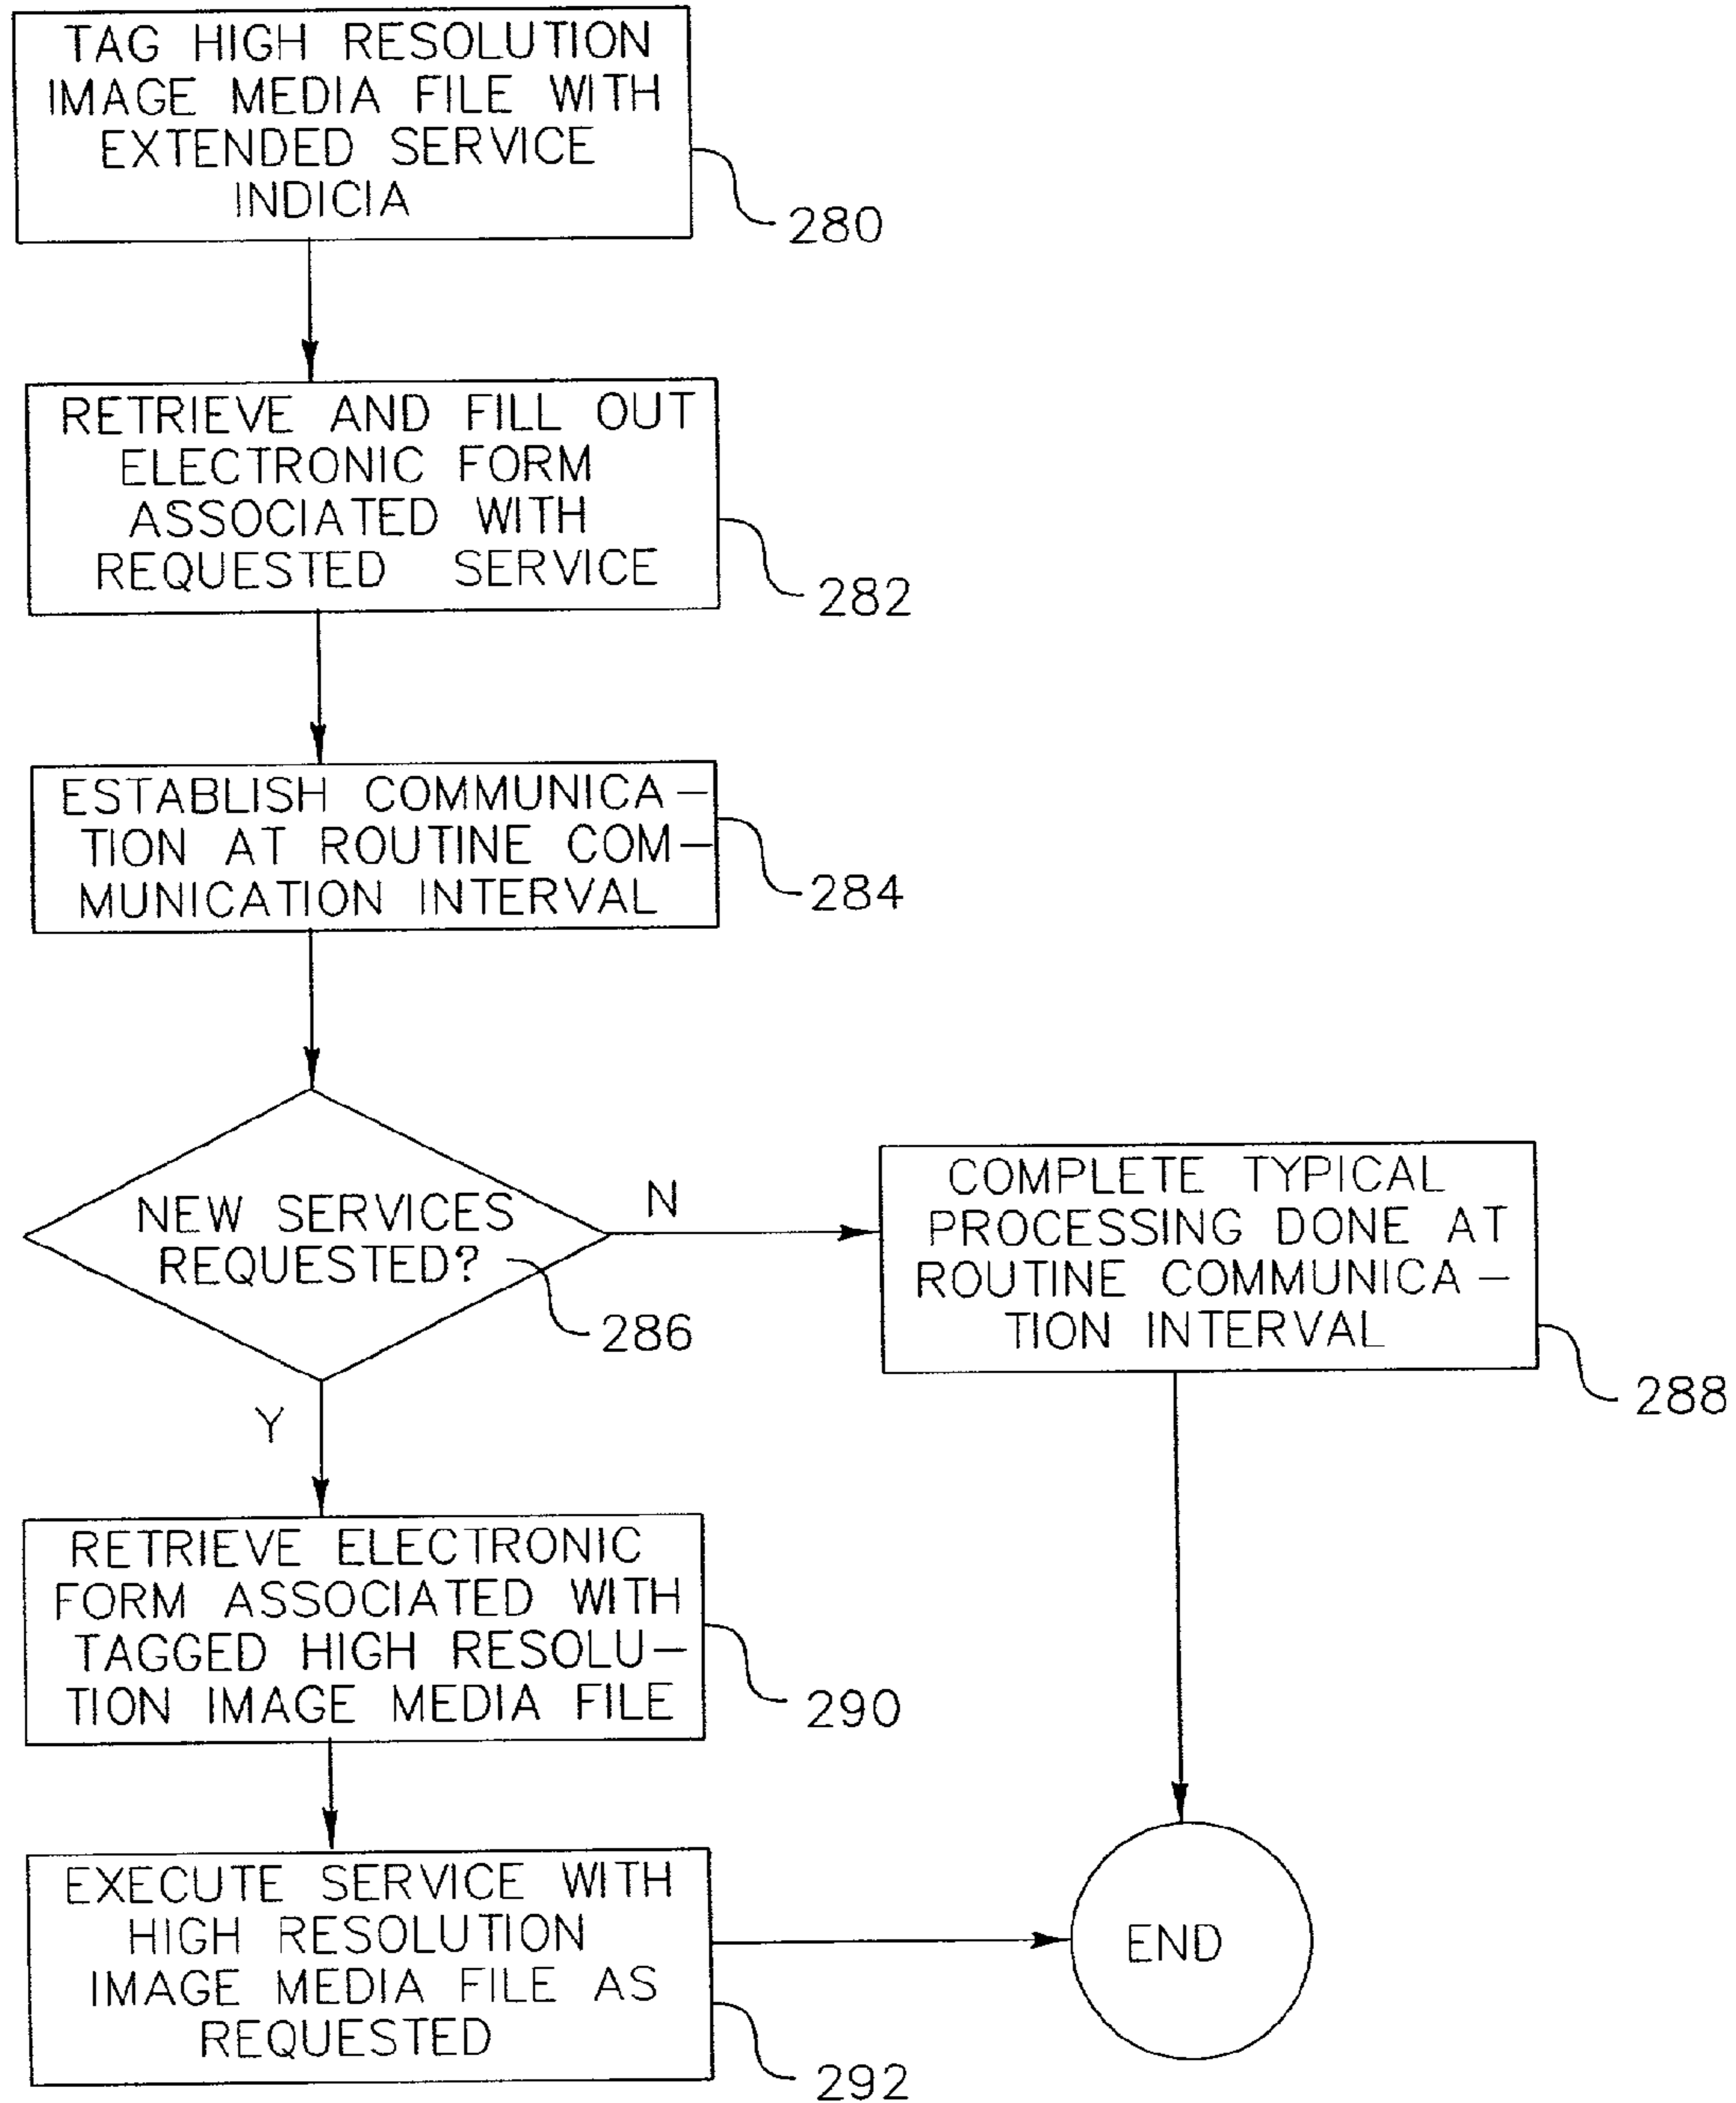 TAG HIGH RESOLUTION
IMAGE MEDIA FILE WITH
EXTENDED SERVICE
INDICIA
280
RETRIEVE AND FILL OUT
ELECTRONIC FORM
ASSOCIATED WITH
REQUESTED SERVICE
282
ESTABLISH COMMUNICA-
TION AT ROUTINE COM-
MUNICATION INTERVAL
284
NEW SERVICES
REQUESTED?
286
N
COMPLETE TYPICAL
PROCESSING DONE AT
ROUTINE COMMUNICA-
TION INTERVAL
288
Y
RETRIEVE ELECTRONIC
FORM ASSOCIATED WITH
TAGGED HIGH RESOLU-
TION IMAGE MEDIA FILE
290
EXECUTE SERVICE WITH
HIGH RESOLUTION
IMAGE MEDIA FILE AS
REQUESTED
292
END